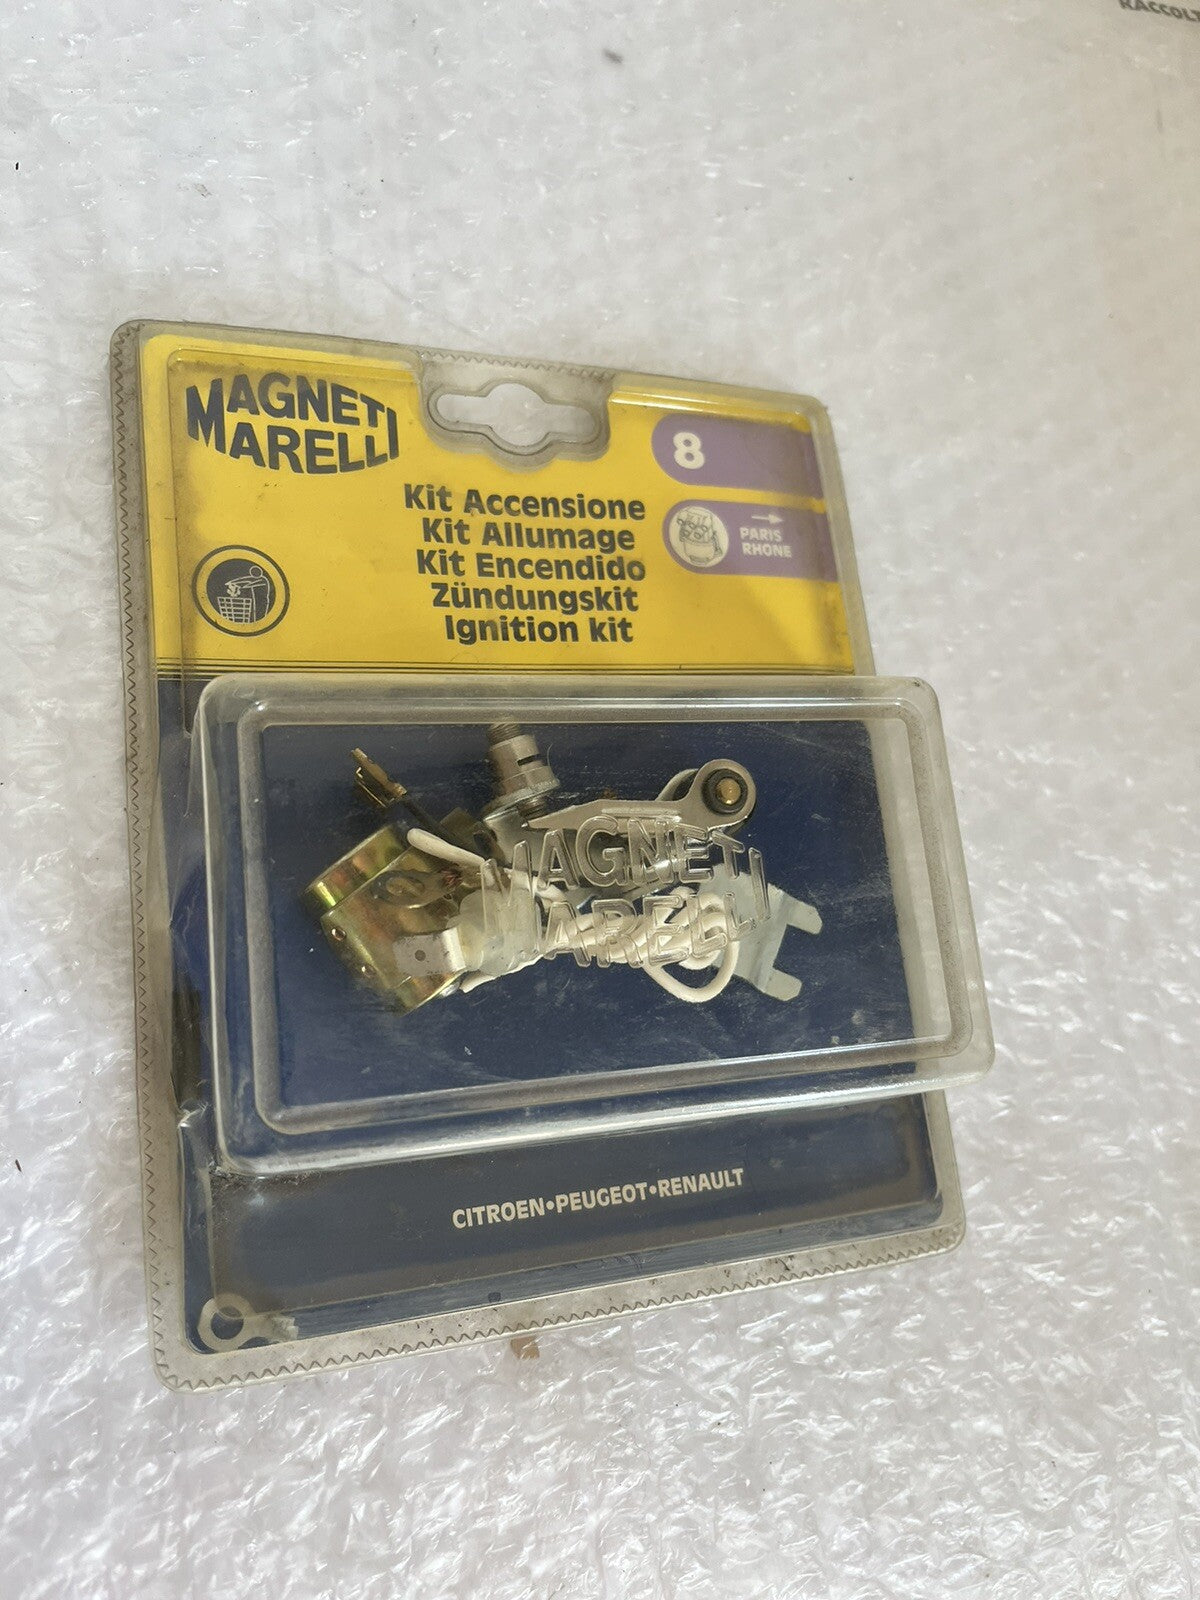 RACCOLT
MAGNETI
MARELLI
8
Kit Accensione
Kit Allumage
Kit Encendido
Zündungskit
Ignition kit
PARIS
RHONE
MAGNETI
MARELLI
CITROEN•PEUGEOT•RENAULT